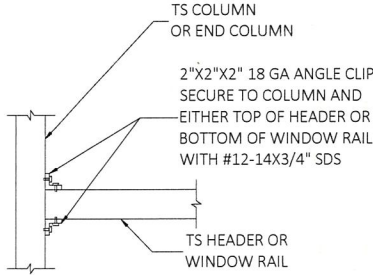 TS COLUMN
OR END COLUMN
2"X2"X2" 18 GA ANGLE CLIP
SECURE TO COLUMN AND
EITHER TOP OF HEADER OR
BOTTOM OF WINDOW RAIL
WITH #12-14X3/4" SDS
TS HEADER OR
WINDOW RAIL